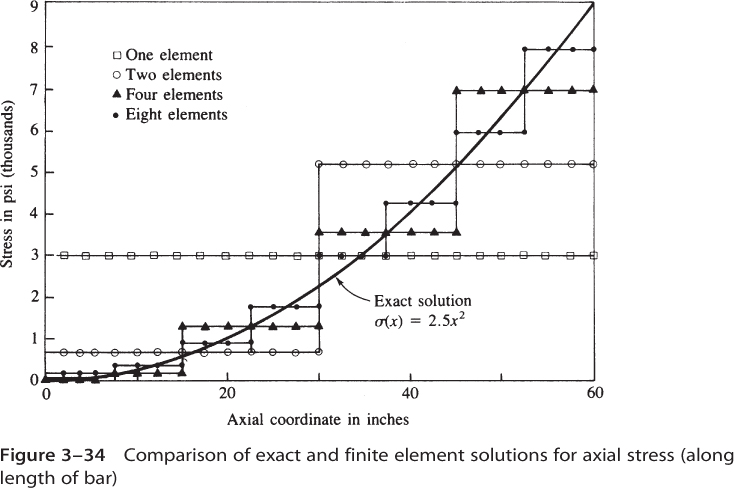 9
8
7
6
5
4
3
2
1
0
Stress in psi (thousands)
One element
Two elements
Four elements
Eight elements
Exact solution
σ(x) = 2.5x²
0
20
40
60
Axial coordinate in inches
Figure 3–34 Comparison of exact and finite element solutions for axial stress (along
length of bar)